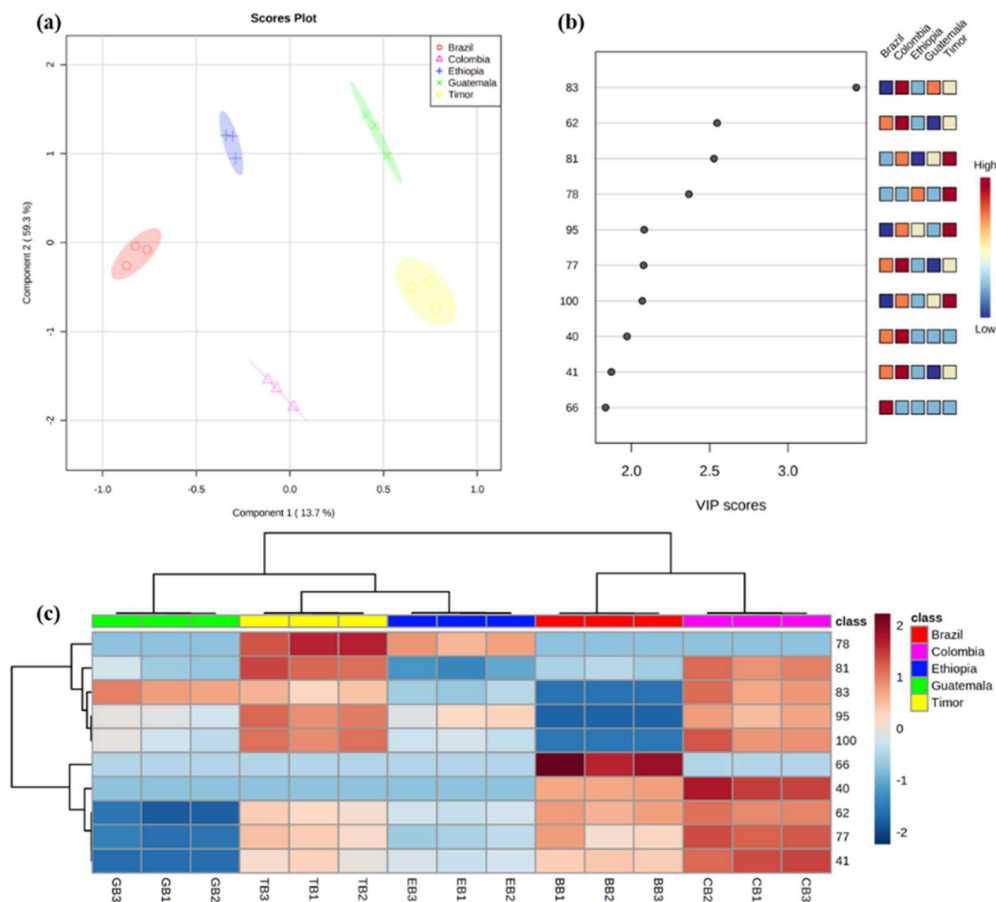 (a)
Scores Plot
Brazil
Colombia
Ethiopia
Guatemala
Timor
Component 2 ( 59.3 %)
2
1
0
-1
-2
-1.0
-0.5
0.0
0.5
1.0
Component 1 ( 13.7 %)
(b)
Brazil
Colombia
Ethiopia
Guatemala
Timor
83
62
81
78
95
77
100
40
41
66
2.0
2.5
3.0
VIP scores
High
Low
(c)
class
78
81
83
95
100
66
40
62
77
41
GB3
GB1
GB2
TB3
TB1
TB2
EB3
EB1
EB2
BB1
BB2
BB3
CB2
CB1
CB3
2
1
0
-1
-2
class
Brazil
Colombia
Ethiopia
Guatemala
Timor